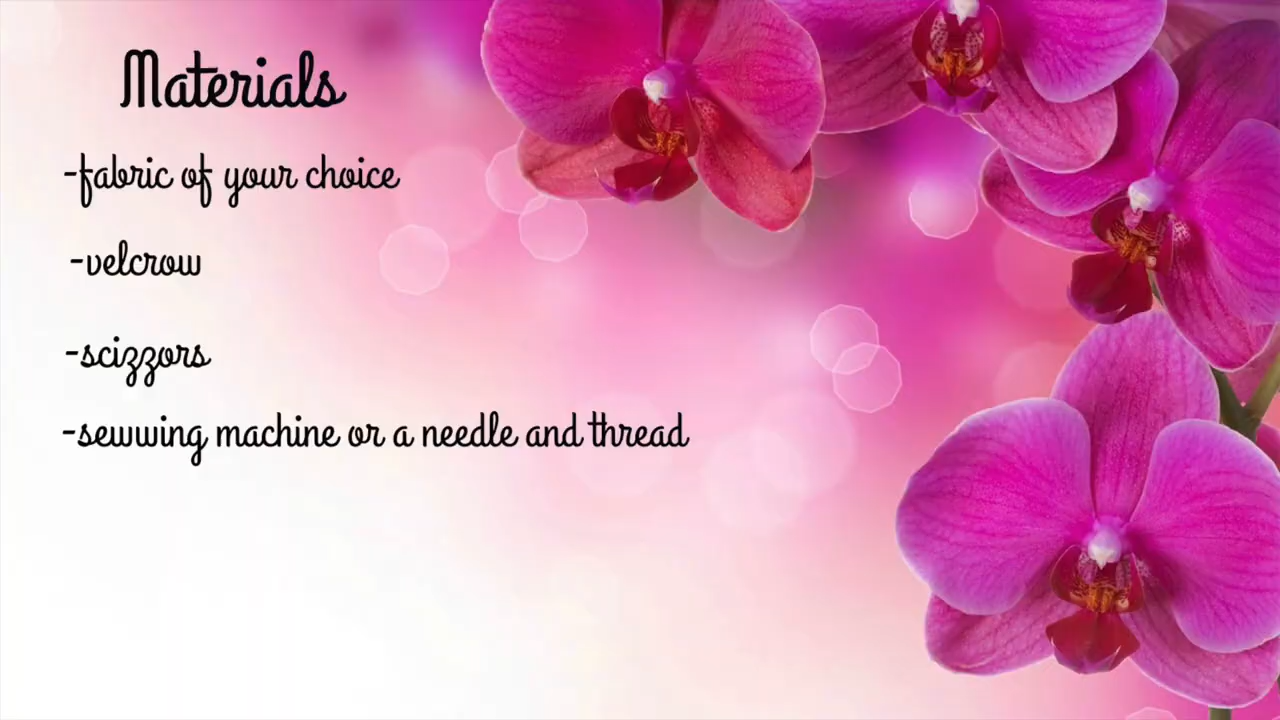 Materials
-fabric of your choice
-velcrow
-scizzors
-sewwing machine or a needle and thread